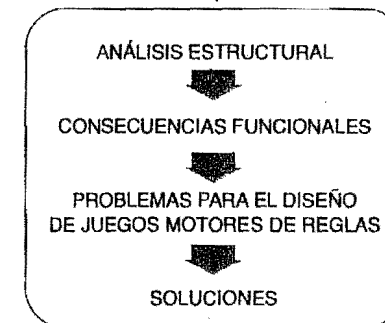 ANÁLISIS ESTRUCTURAL
CONSECUENCIAS FUNCIONALES
PROBLEMAS PARA EL DISEÑO
DE JUEGOS MOTORES DE REGLAS
SOLUCIONES